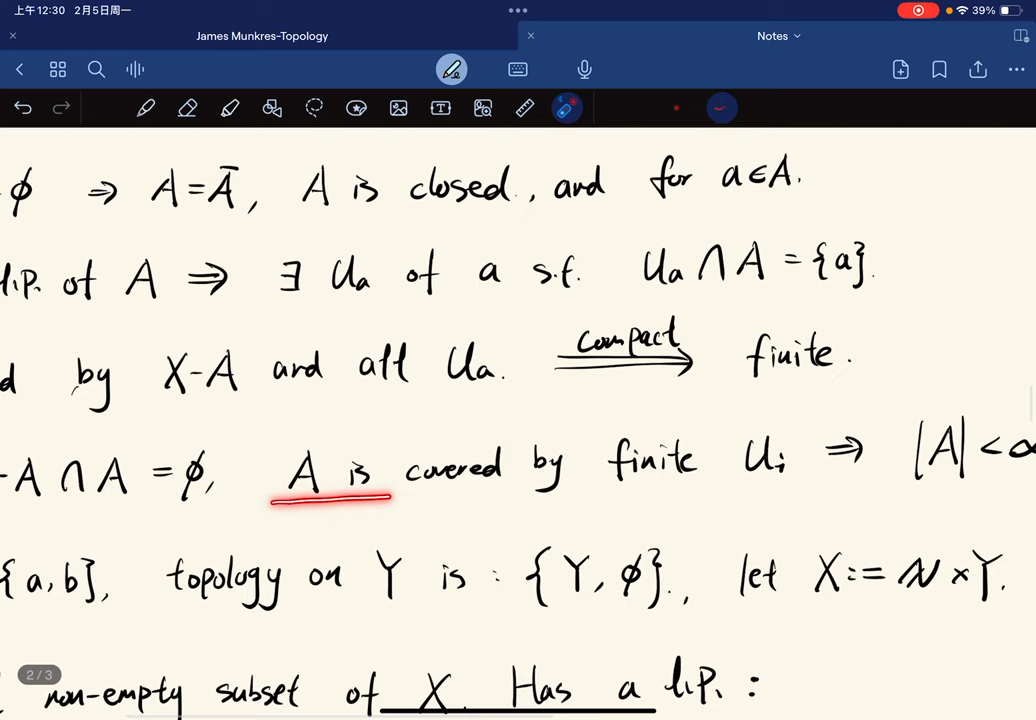 上午12:30 2月5日周一
39%
James Munkres-Topology
Notes
ϕ ⇒ A = Ā, A is closed, and for a ∈ A.
l.p. of A ⇒ ∃ Ua of a s.t. Ua ∩ A = {a}.
d by X-A and all Ua. compact ⇒ finite.
-A ∩ A = ϕ, A is covered by finite Ui ⇒ |A| < ∞
{a,b}, topology on Y is : {Y, ϕ}., let X := N × Y.
2/3
non-empty subset of X. Has a l.p. :